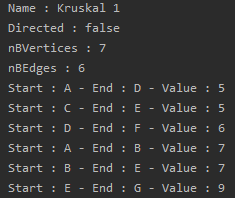 Name : Kruskal 1
Directed : false
nBVertices : 7
nBEdges : 6
Start : A - End : D - Value : 5
Start : C - End : E - Value : 5
Start : D - End : F - Value : 6
Start : A - End : B - Value : 7
Start : B - End : E - Value : 7
Start : E - End : G - Value : 9